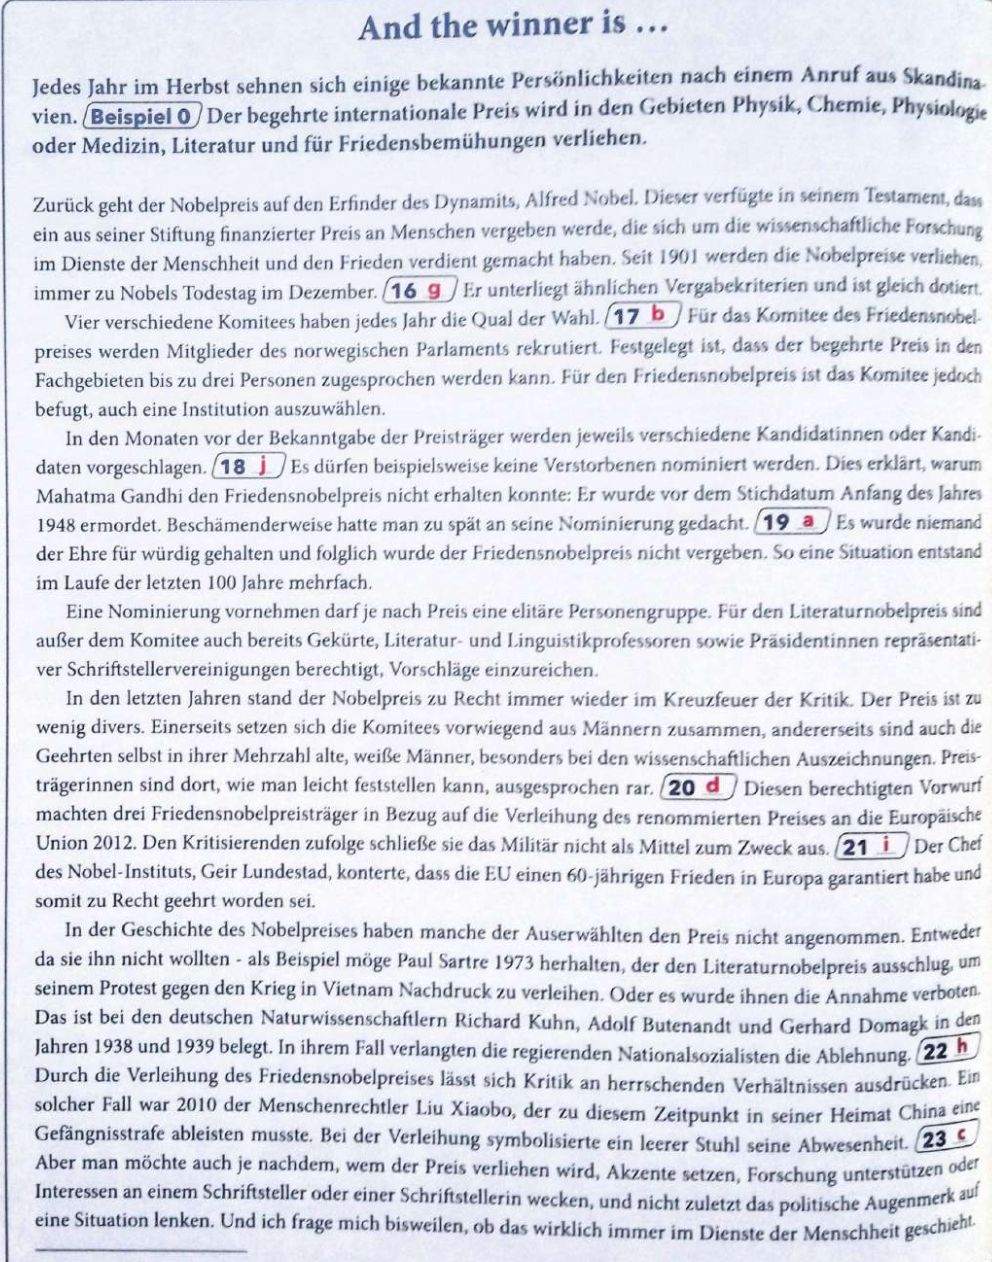 And the winner is ...
Jedes Jahr im Herbst sehnen sich einige bekannte Persönlichkeiten nach einem Anruf aus Skandina-
vien. Beispiel 0 Der begehrte internationale Preis wird in den Gebieten Physik, Chemie, Physiologie
oder Medizin, Literatur und für Friedensbemühungen verliehen.
Zurück geht der Nobelpreis auf den Erfinder des Dynamits, Alfred Nobel. Dieser verfügte in seinem Testament, dass
ein aus seiner Stiftung finanzierter Preis an Menschen vergeben werde, die sich um die wissenschaftliche Forschung
im Dienste der Menschheit und den Frieden verdient gemacht haben. Seit 1901 werden die Nobelpreise verliehen,
immer zu Nobels Todestag im Dezember. 16 g Er unterliegt ähnlichen Vergabekriterien und ist gleich dotiert.
Vier verschiedene Komitees haben jedes Jahr die Qual der Wahl. 17 b Für das Komitee des Friedensnobel-
preises werden Mitglieder des norwegischen Parlaments rekrutiert. Festgelegt ist, dass der begehrte Preis in den
Fachgebieten bis zu drei Personen zugesprochen werden kann. Für den Friedensnobelpreis ist das Komitee jedoch
befugt, auch eine Institution auszuwählen.
In den Monaten vor der Bekanntgabe der Preisträger werden jeweils verschiedene Kandidatinnen oder Kandi-
daten vorgeschlagen. 18 j Es dürfen beispielsweise keine Verstorbenen nominiert werden. Dies erklärt, warum
Mahatma Gandhi den Friedensnobelpreis nicht erhalten konnte: Er wurde vor dem Stichdatum Anfang des Jahres
1948 ermordet. Beschämenderweise hatte man zu spät an seine Nominierung gedacht. 19 a Es wurde niemand
der Ehre für würdig gehalten und folglich wurde der Friedensnobelpreis nicht vergeben. So eine Situation entstand
im Laufe der letzten 100 Jahre mehrfach.
Eine Nominierung vornehmen darf je nach Preis eine elitäre Personengruppe. Für den Literaturnobelpreis sind
außer dem Komitee auch bereits Gekürte, Literatur- und Linguistikprofessoren sowie Präsidentinnen repräsentati-
ver Schriftstellervereinigungen berechtigt, Vorschläge einzureichen.
In den letzten Jahren stand der Nobelpreis zu Recht immer wieder im Kreuzfeuer der Kritik. Der Preis ist zu
wenig divers. Einerseits setzen sich die Komitees vorwiegend aus Männern zusammen, andererseits sind auch die
Geehrten selbst in ihrer Mehrzahl alte, weiße Männer, besonders bei den wissenschaftlichen Auszeichnungen. Preis-
trägerinnen sind dort, wie man leicht feststellen kann, ausgesprochen rar. 20 d Diesen berechtigten Vorwurf
machten drei Friedensnobelpreisträger in Bezug auf die Verleihung des renommierten Preises an die Europäische
Union 2012. Den Kritisierenden zufolge schließe sie das Militär nicht als Mittel zum Zweck aus. 21 i Der Chef
des Nobel-Instituts, Geir Lundestad, konterte, dass die EU einen 60-jährigen Frieden in Europa garantiert habe und
somit zu Recht geehrt worden sei.
In der Geschichte des Nobelpreises haben manche der Auserwählten den Preis nicht angenommen. Entweder
da sie ihn nicht wollten - als Beispiel möge Paul Sartre 1973 herhalten, der den Literaturnobelpreis ausschlug, um
seinem Protest gegen den Krieg in Vietnam Nachdruck zu verleihen. Oder es wurde ihnen die Annahme verboten.
Das ist bei den deutschen Naturwissenschaftlern Richard Kuhn, Adolf Butenandt und Gerhard Domagk in den
Jahren 1938 und 1939 belegt. In ihrem Fall verlangten die regierenden Nationalsozialisten die Ablehnung. 22 h
Durch die Verleihung des Friedensnobelpreises lässt sich Kritik an herrschenden Verhältnissen ausdrücken. Ein
solcher Fall war 2010 der Menschenrechtler Liu Xiaobo, der zu diesem Zeitpunkt in seiner Heimat China eine
Gefängnisstrafe ableisten musste. Bei der Verleihung symbolisierte ein leerer Stuhl seine Abwesenheit. 23 c
Aber man möchte auch je nachdem, wem der Preis verliehen wird, Akzente setzen, Forschung unterstützen oder
Interessen an einem Schriftsteller oder einer Schriftstellerin wecken, und nicht zuletzt das politische Augenmerk auf
eine Situation lenken. Und ich frage mich bisweilen, ob das wirklich immer im Dienste der Menschheit geschieht.